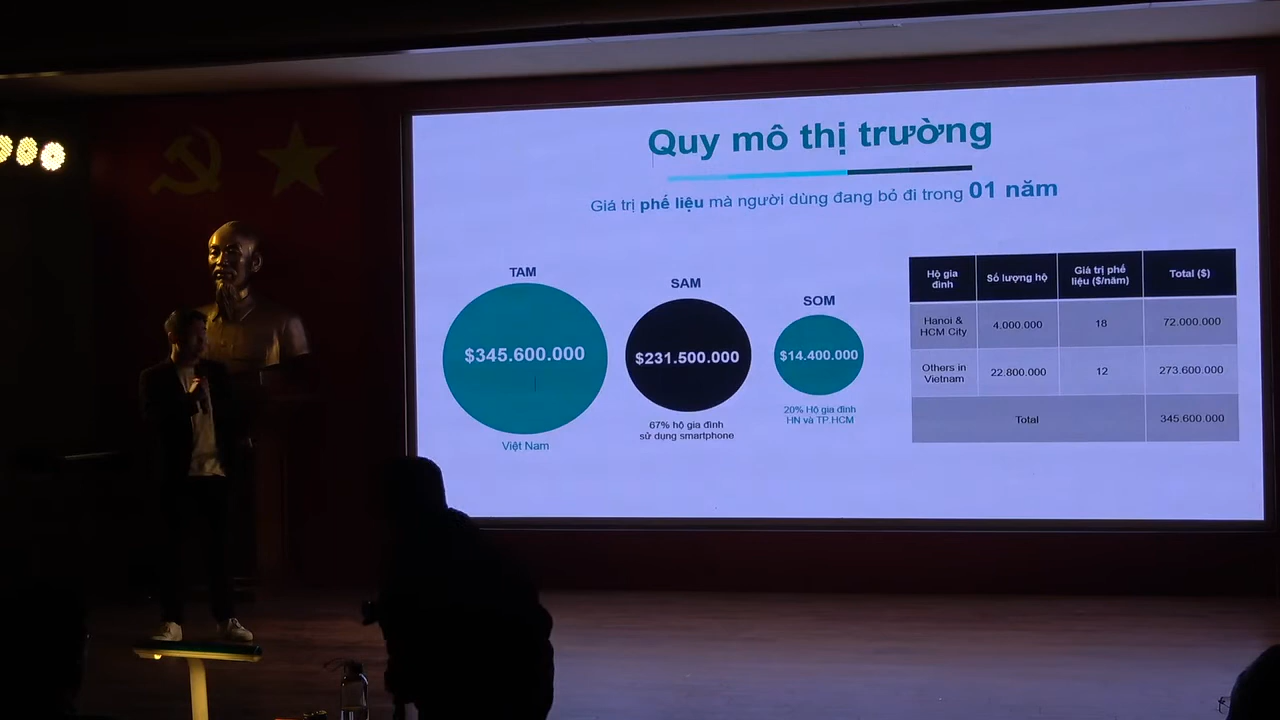 Quy mô thị trường
Giá trị phế liệu mà người dùng đang bỏ đi trong 01 năm
TAM
$345.600.000
Việt Nam
SAM
$231.500.000
67% hộ gia đình
sử dụng smartphone
SOM
$14.400.000
20% Hộ gia đình
HN và TP.HCM
Hộ gia
đình
Số lượng hộ
Giá trị phế
liệu ($/năm)
Total ($)
Hanoi &
HCM City
4.000.000
18
72.000.000
Others in
Vietnam
22.800.000
12
273.600.000
Total
345.600.000